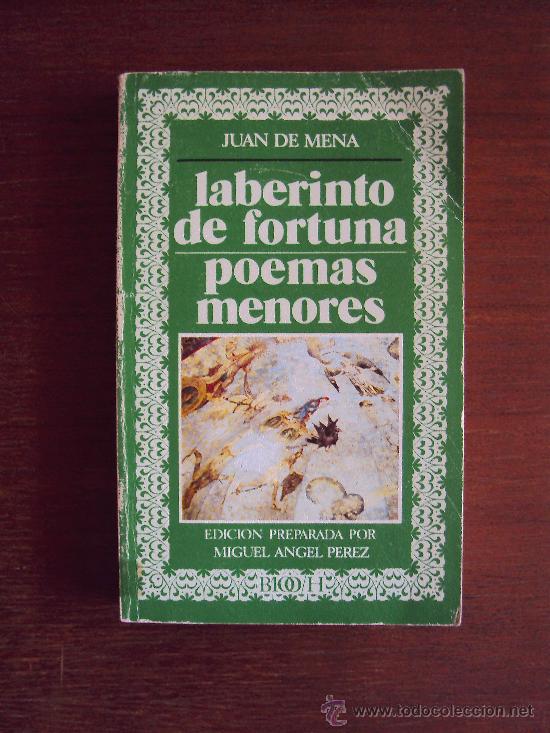 JUAN DE MENA
laberinto
de fortuna
poemas
menores
EDICION PREPARADA POR
MIGUEL ANGEL PEREZ
© www.todocoleccion.net